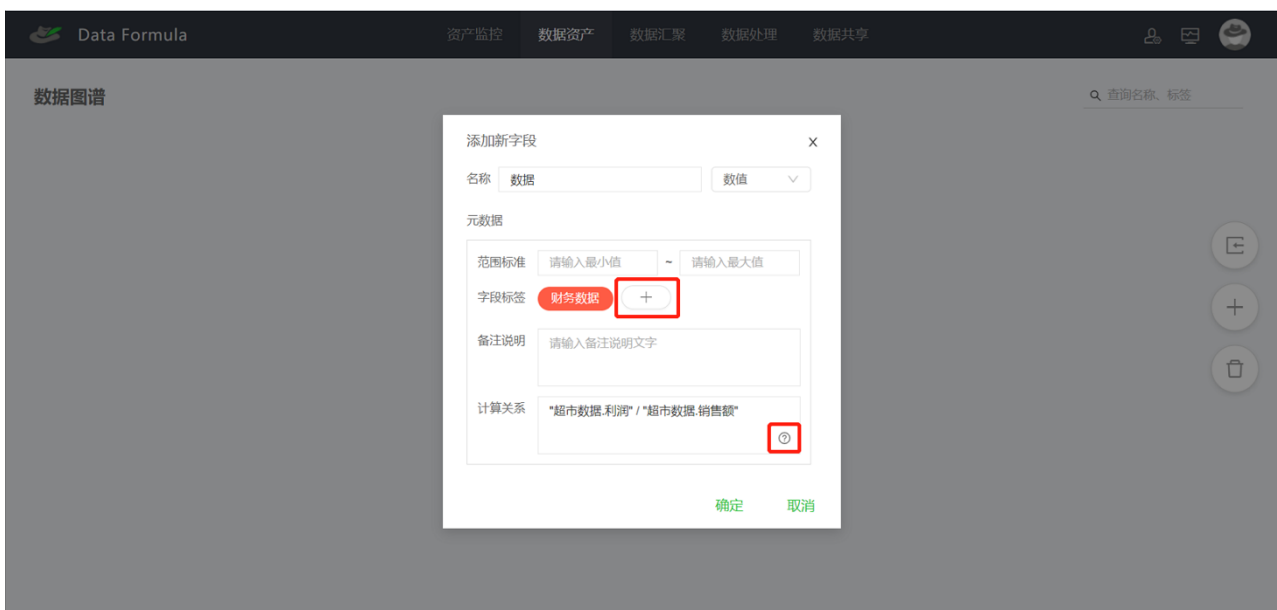 Data Formula 资产监控 数据资产 数据汇聚 数据处理 数据共享
数据图谱 查询名称、标签
添加新字段 x
名称 数据 数值
元数据
范围标准 请输入最小值 ~ 请输入最大值
字段标签 财务数据 +
备注说明 请输入备注说明文字
计算关系 "超市数据.利润" / "超市数据.销售额"
确定 取消